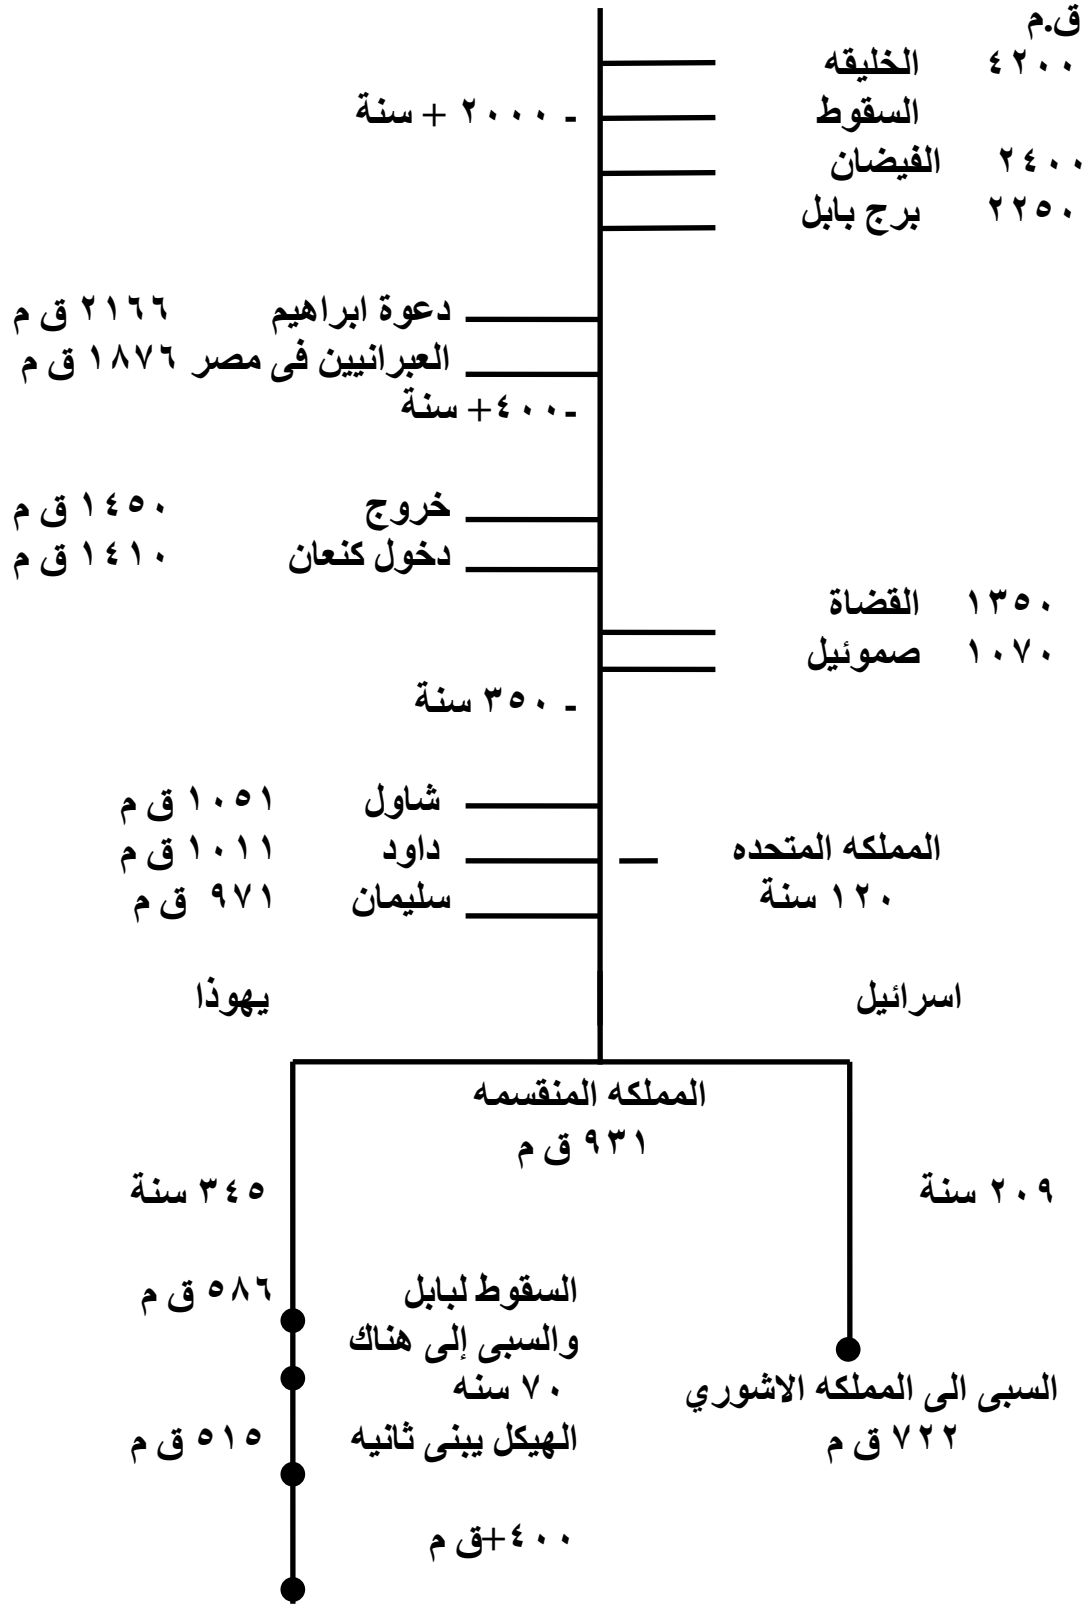 ق.م
٤٢٠٠ الخليقه
السقوط
- ٢٠٠٠ + سنة
٢٤٠٠ الفيضان
٢٢٥٠ برج بابل
دعوة ابراهيم ٢١٦٦ ق م
العبرانيين فى مصر ١٨٧٦ ق م
-٤٠٠+ سنة
خروج ١٤٥٠ ق م
دخول كنعان ١٤١٠ ق م
١٣٥٠ القضاة
١٠٧٠ صموئيل
- ٣٥٠ سنة
شاول ١٠٥١ ق م
المملكه المتحده داود ١٠١١ ق م
١٢٠ سنة سليمان ٩٧١ ق م
اسرائيل يهوذا
المملكه المنقسمه
٩٣١ ق م
٢٠٩ سنة ٣٤٥ سنة
السقوط لبابل ٥٨٦ ق م
والسبى إلى هناك
٧٠ سنه
السبى الى المملكه الاشوري
٧٢٢ ق م
الهيكل يبنى ثانيه ٥١٥ ق م
٤٠٠+ق م